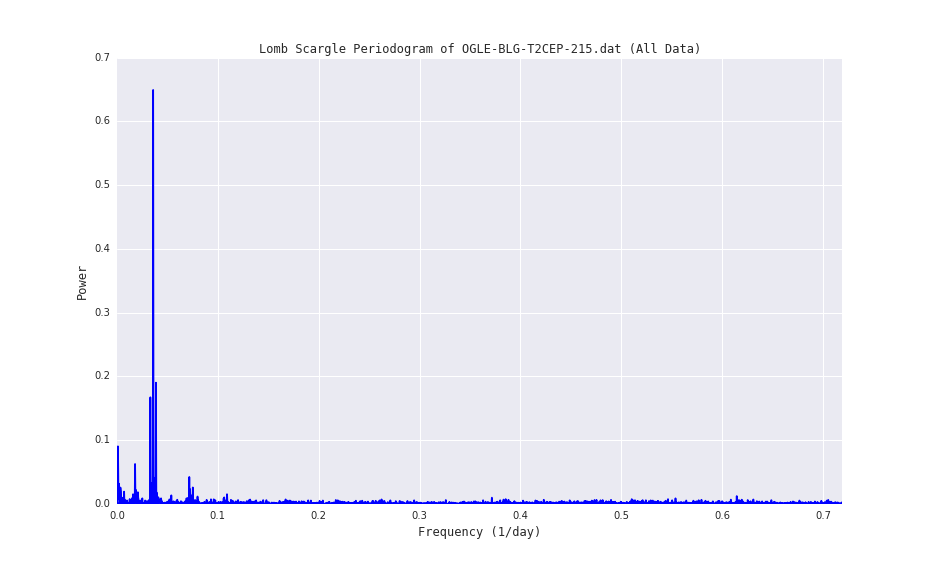 Lomb Scargle Periodogram of OGLE-BLG-T2CEP-215.dat (All Data)
0.7
0.6
0.5
0.4
0.3
0.2
0.1
0.0
Power
0.0 0.1 0.2 0.3 0.4 0.5 0.6 0.7
Frequency (1/day)